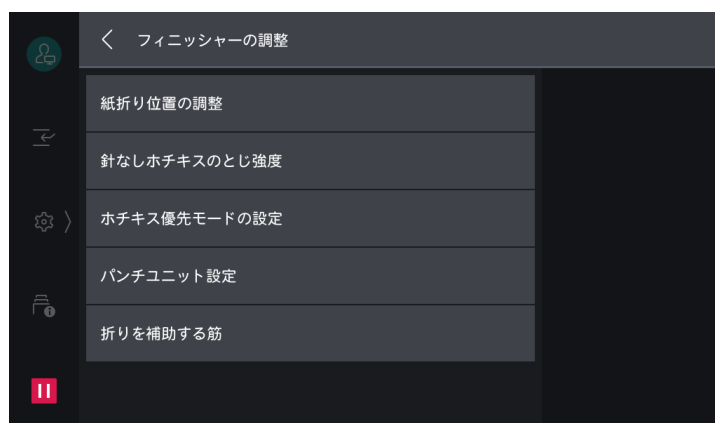 フィニッシャーの調整
紙折り位置の調整
針なしホチキスのとじ強度
ホチキス優先モードの設定
パンチユニット設定
折りを補助する筋